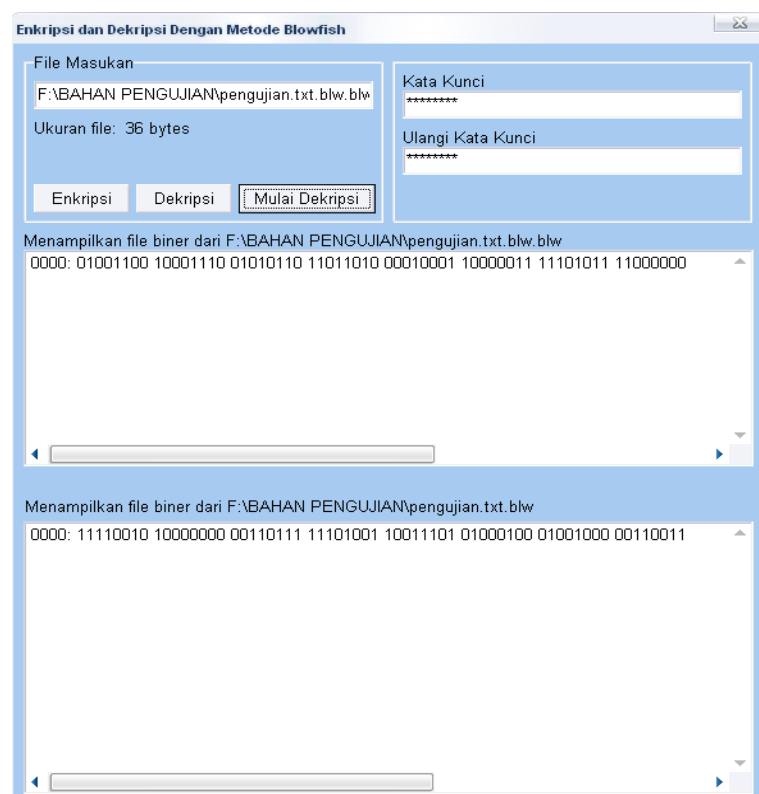 Enkripsi dan Dekripsi Dengan Metode Blowfish
File Masukan
F:\BAHAN PENGUJIAN\pengujian.txt.blw.blw
Ukuran file: 36 bytes
Enkripsi Dekripsi Mulai Dekripsi
Kata Kunci
********
Ulangi Kata Kunci
********
Menampilkan file biner dari F:\BAHAN PENGUJIAN\pengujian.txt.blw.blw
0000: 01001100 10001110 01010110 11011010 00010001 10000011 11101011 11000000
Menampilkan file biner dari F:\BAHAN PENGUJIAN\pengujian.txt.blw
0000: 11110010 10000000 00110111 11101001 10011101 01000100 01001000 00110011